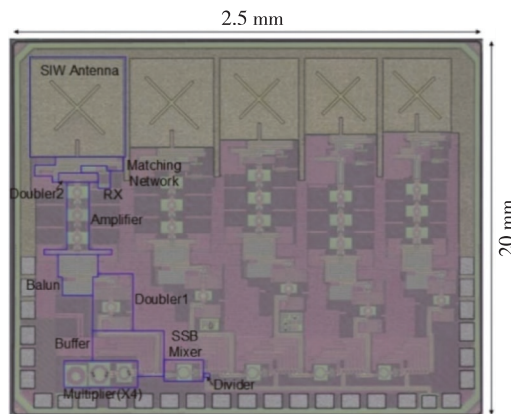 2.5 mm
SIW Antenna
Matching
Network
Doubler2
RX
Amplifier
Balun
Doubler1
Buffer
SSB
Mixer
Divider
Multiplier(X4)
20 mm